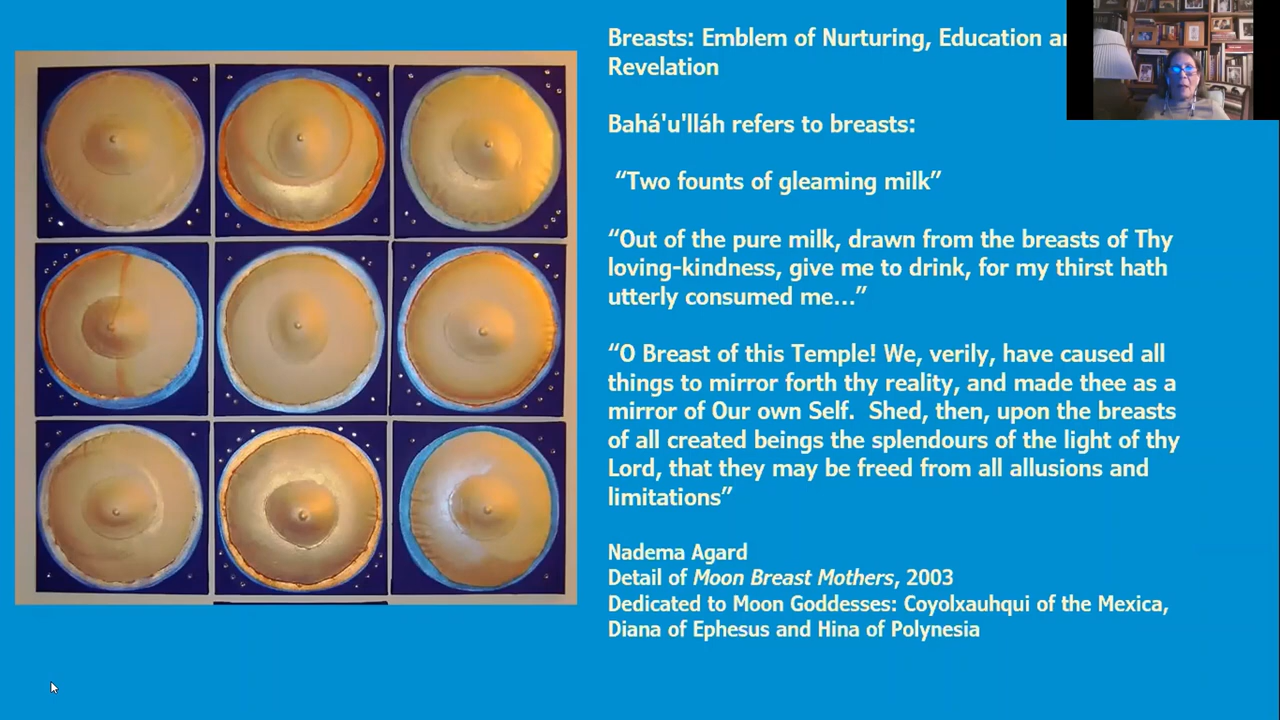 Breasts: Emblem of Nurturing, Education
Revelation
Bahá'u'lláh refers to breasts:
“Two founts of gleaming milk”
“Out of the pure milk, drawn from the breasts of Thy
loving-kindness, give me to drink, for my thirst hath
utterly consumed me...”
“O Breast of this Temple! We, verily, have caused all
things to mirror forth thy reality, and made thee as a
mirror of Our own Self.  Shed, then, upon the breasts
of all created beings the splendours of the light of thy
Lord, that they may be freed from all allusions and
limitations”
Nadema Agard
Detail of Moon Breast Mothers, 2003
Dedicated to Moon Goddesses: Coyolxauhqui of the Mexica,
Diana of Ephesus and Hina of Polynesia